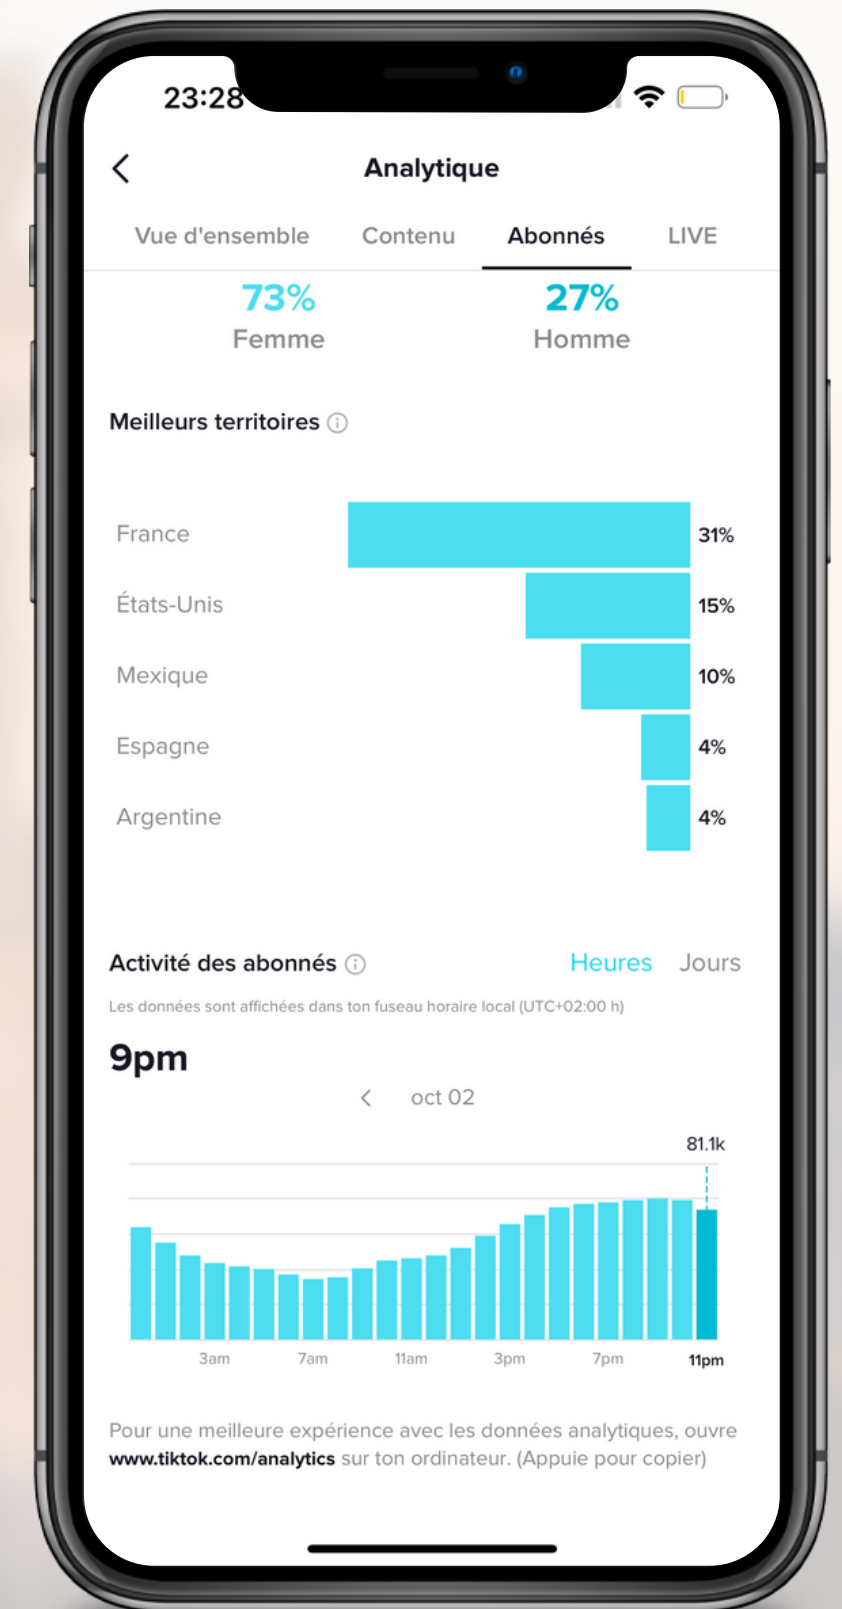 23:28
Analytique
Vue d'ensemble Contenu Abonnés LIVE
73% 27%
Femme Homme
Meilleurs territoires
France 31%
États-Unis 15%
Mexique 10%
Espagne 4%
Argentine 4%
Activité des abonnés Heures Jours
Les données sont affichées dans ton fuseau horaire local (UTC+02:00 h)
9pm
oct 02
81.1k
3am 7am 11am 3pm 7pm 11pm
Pour une meilleure expérience avec les données analytiques, ouvre
www.tiktok.com/analytics sur ton ordinateur. (Appuie pour copier)